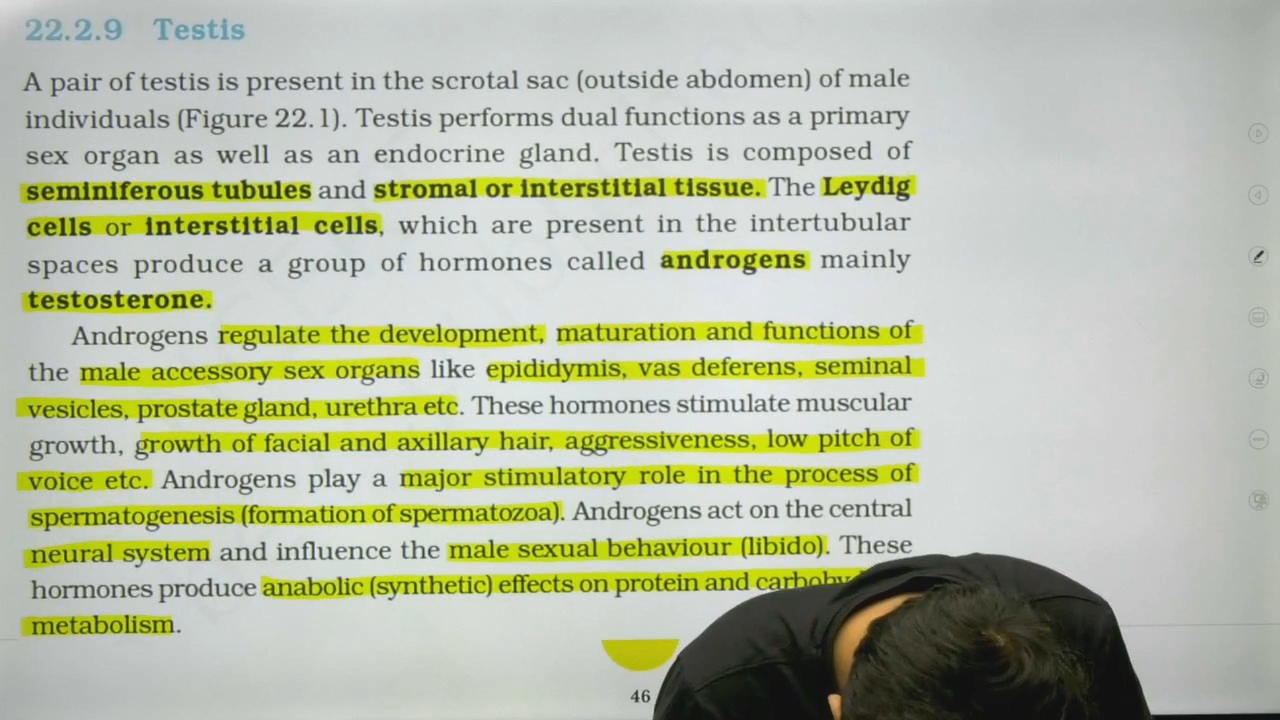 22.2.9 Testis
A pair of testis is present in the scrotal sac (outside abdomen) of male
individuals (Figure 22.1). Testis performs dual functions as a primary
sex organ as well as an endocrine gland. Testis is composed of
seminiferous tubules and stromal or interstitial tissue. The Leydig
cells or interstitial cells, which are present in the intertubular
spaces produce a group of hormones called androgens mainly
testosterone.
Androgens regulate the development, maturation and functions of
the male accessory sex organs like epididymis, vas deferens, seminal
vesicles, prostate gland, urethra etc. These hormones stimulate muscular
growth, growth of facial and axillary hair, aggressiveness, low pitch of
voice etc. Androgens play a major stimulatory role in the process of
spermatogenesis (formation of spermatozoa). Androgens act on the central
neural system and influence the male sexual behaviour (libido). These
hormones produce anabolic (synthetic) effects on protein and
metabolism.
46